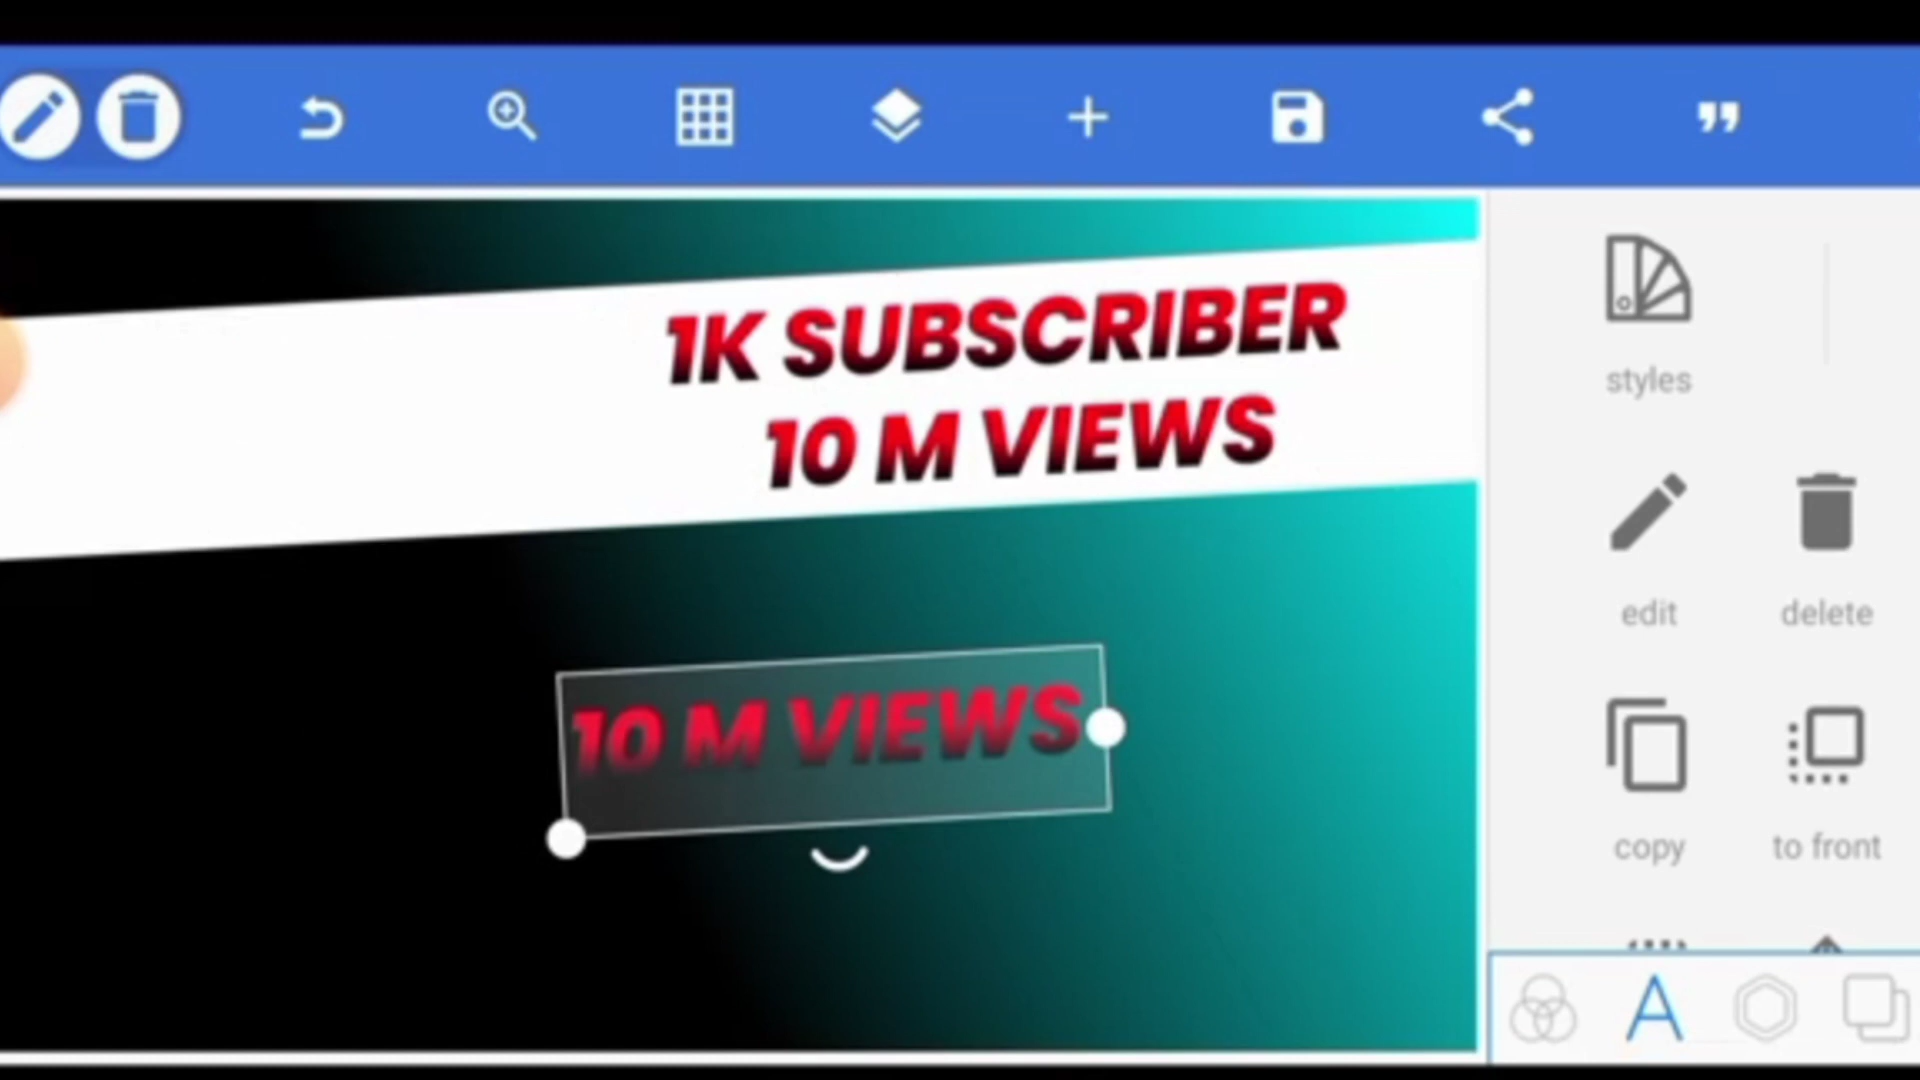 1K SUBSCRIBER
10 M VIEWS
10 M VIEWS
styles
edit
delete
copy
to front